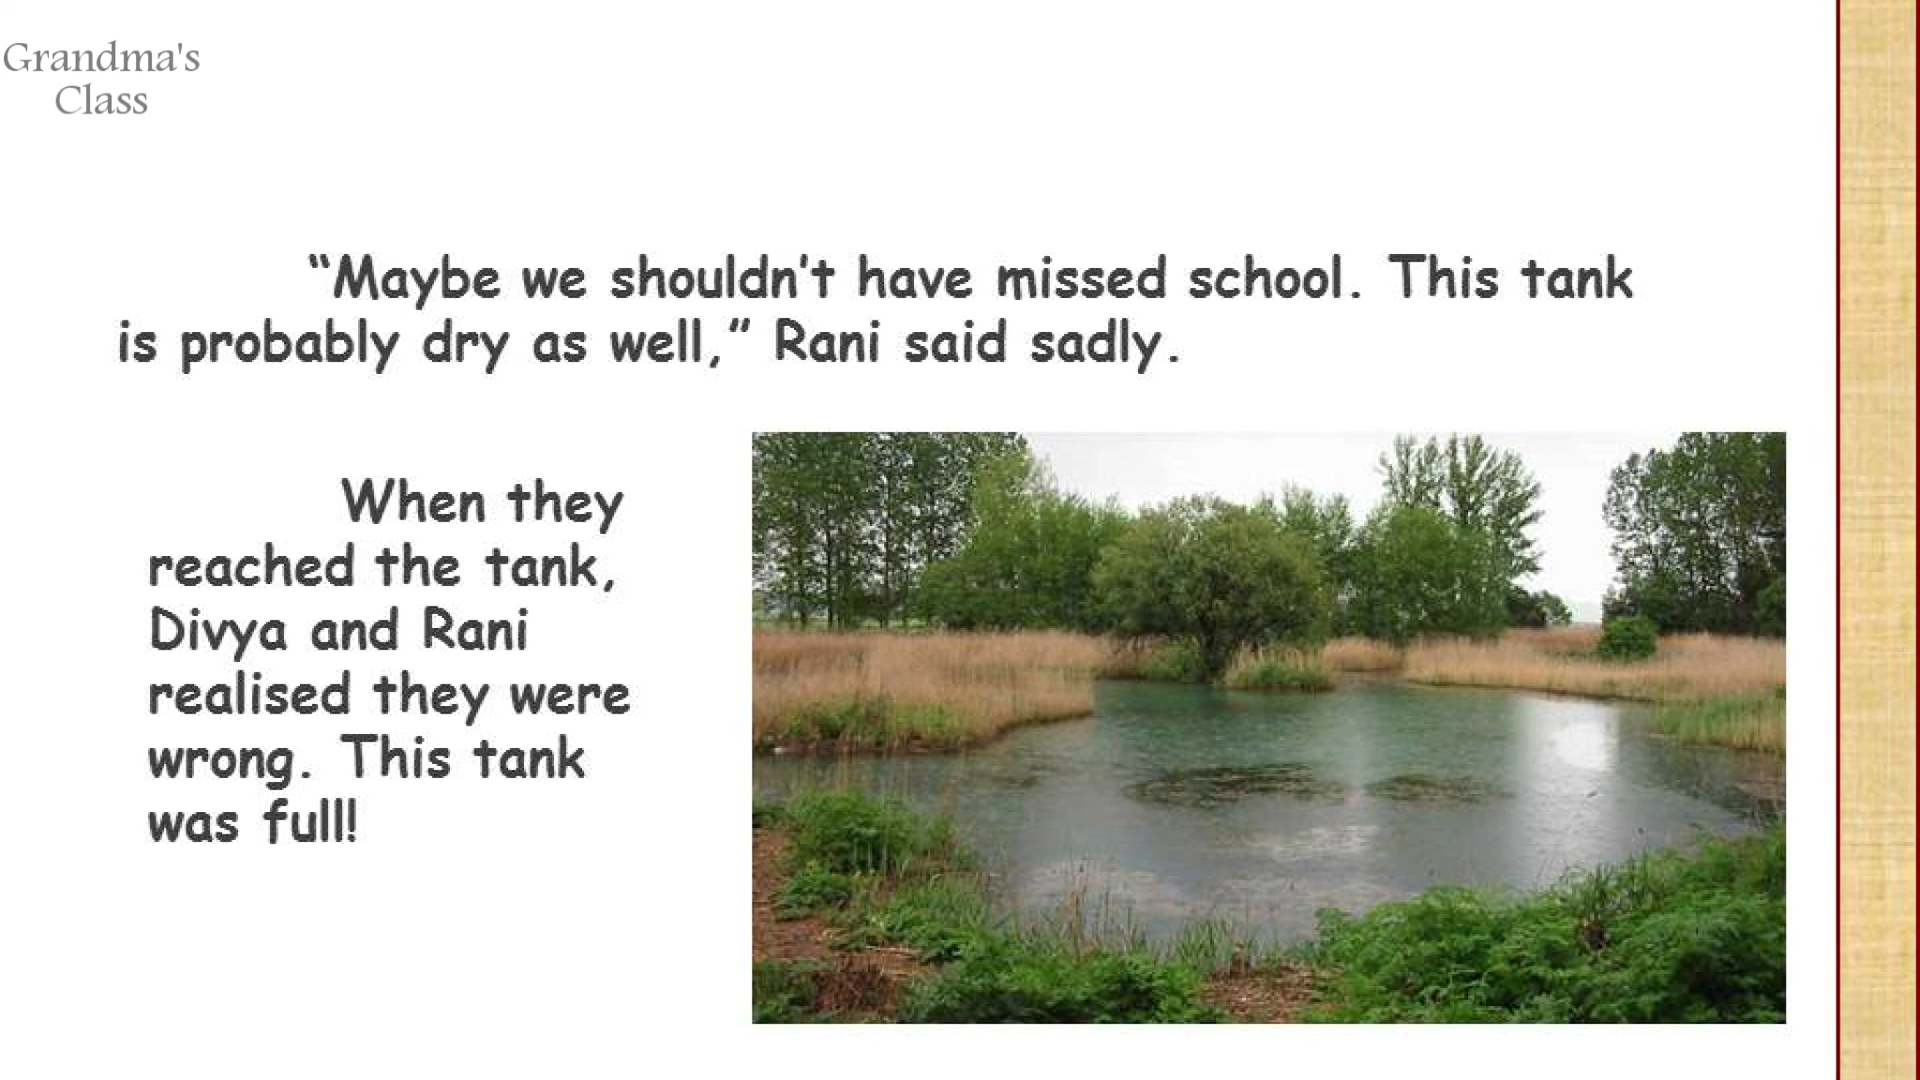 Grandma's
Class
“Maybe we shouldn’t have missed school. This tank
is probably dry as well,” Rani said sadly.
When they
reached the tank,
Divya and Rani
realised they were
wrong. This tank
was full!